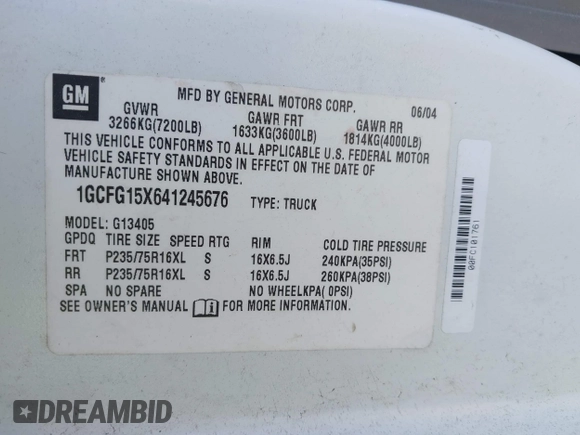 GM
MFD BY GENERAL MOTORS CORP.
06/04
GVWR GAWR FRT GAWR RR
3266KG(7200LB) 1633KG(3600LB) 1814KG(4000LB)
THIS VEHICLE CONFORMS TO ALL APPLICABLE U.S. FEDERAL MOTOR
VEHICLE SAFETY STANDARDS IN EFFECT ON THE DATE OF
MANUFACTURE SHOWN ABOVE.
1GCFG15X641245676 TYPE: TRUCK
MODEL: G13405
GPDQ TIRE SIZE SPEED RTG RIM COLD TIRE PRESSURE
FRT P235/75R16XL S 16X6.5J 240KPA(35PSI)
RR P235/75R16XL S 16X6.5J 260KPA(38PSI)
SPA NO SPARE NO WHEELKPA( 0PSI)
SEE OWNER'S MANUAL i FOR MORE INFORMATION.
00FC101761
DREAMBID